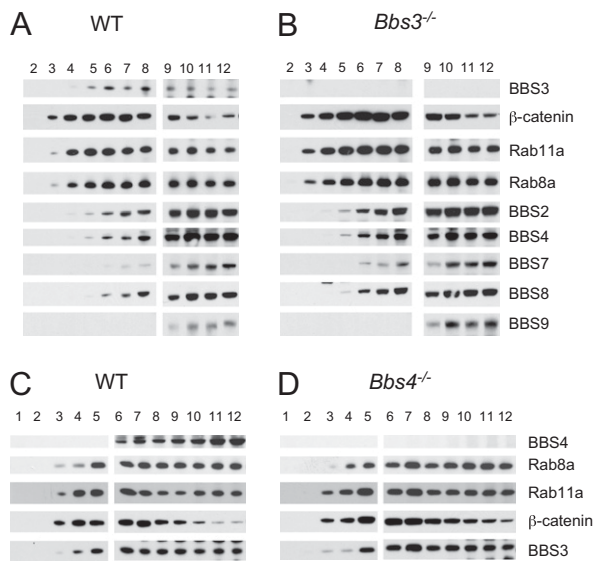 A WT B Bbs3-/-
2 3 4 5 6 7 8 9 10 11 12 2 3 4 5 6 7 8 9 10 11 12
BBS3
β-catenin
Rab11a
Rab8a
BBS2
BBS4
BBS7
BBS8
BBS9
C WT D Bbs4-/-
1 2 3 4 5 6 7 8 9 10 11 12 1 2 3 4 5 6 7 8 9 10 11 12
BBS4
Rab8a
Rab11a
β-catenin
BBS3